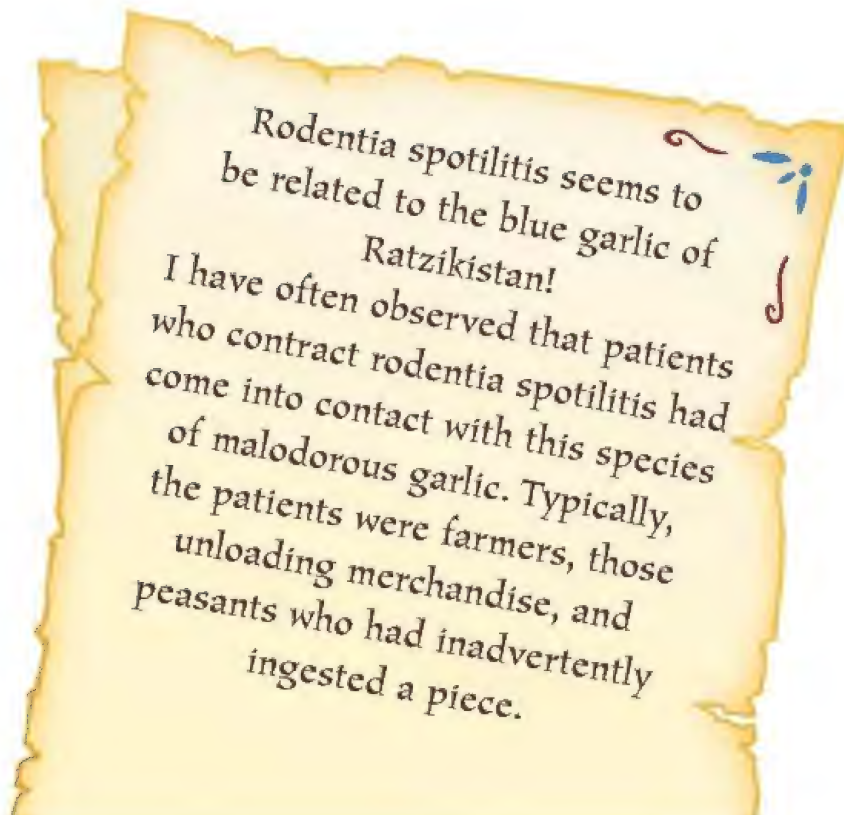 Rodentia spotilitis seems to
be related to the blue garlic of
Ratzikistan!
I have often observed that patients
who contract rodentia spotilitis had
come into contact with this species
of malodorous garlic. Typically,
the patients were farmers, those
unloading merchandise, and
peasants who had inadvertently
ingested a piece.